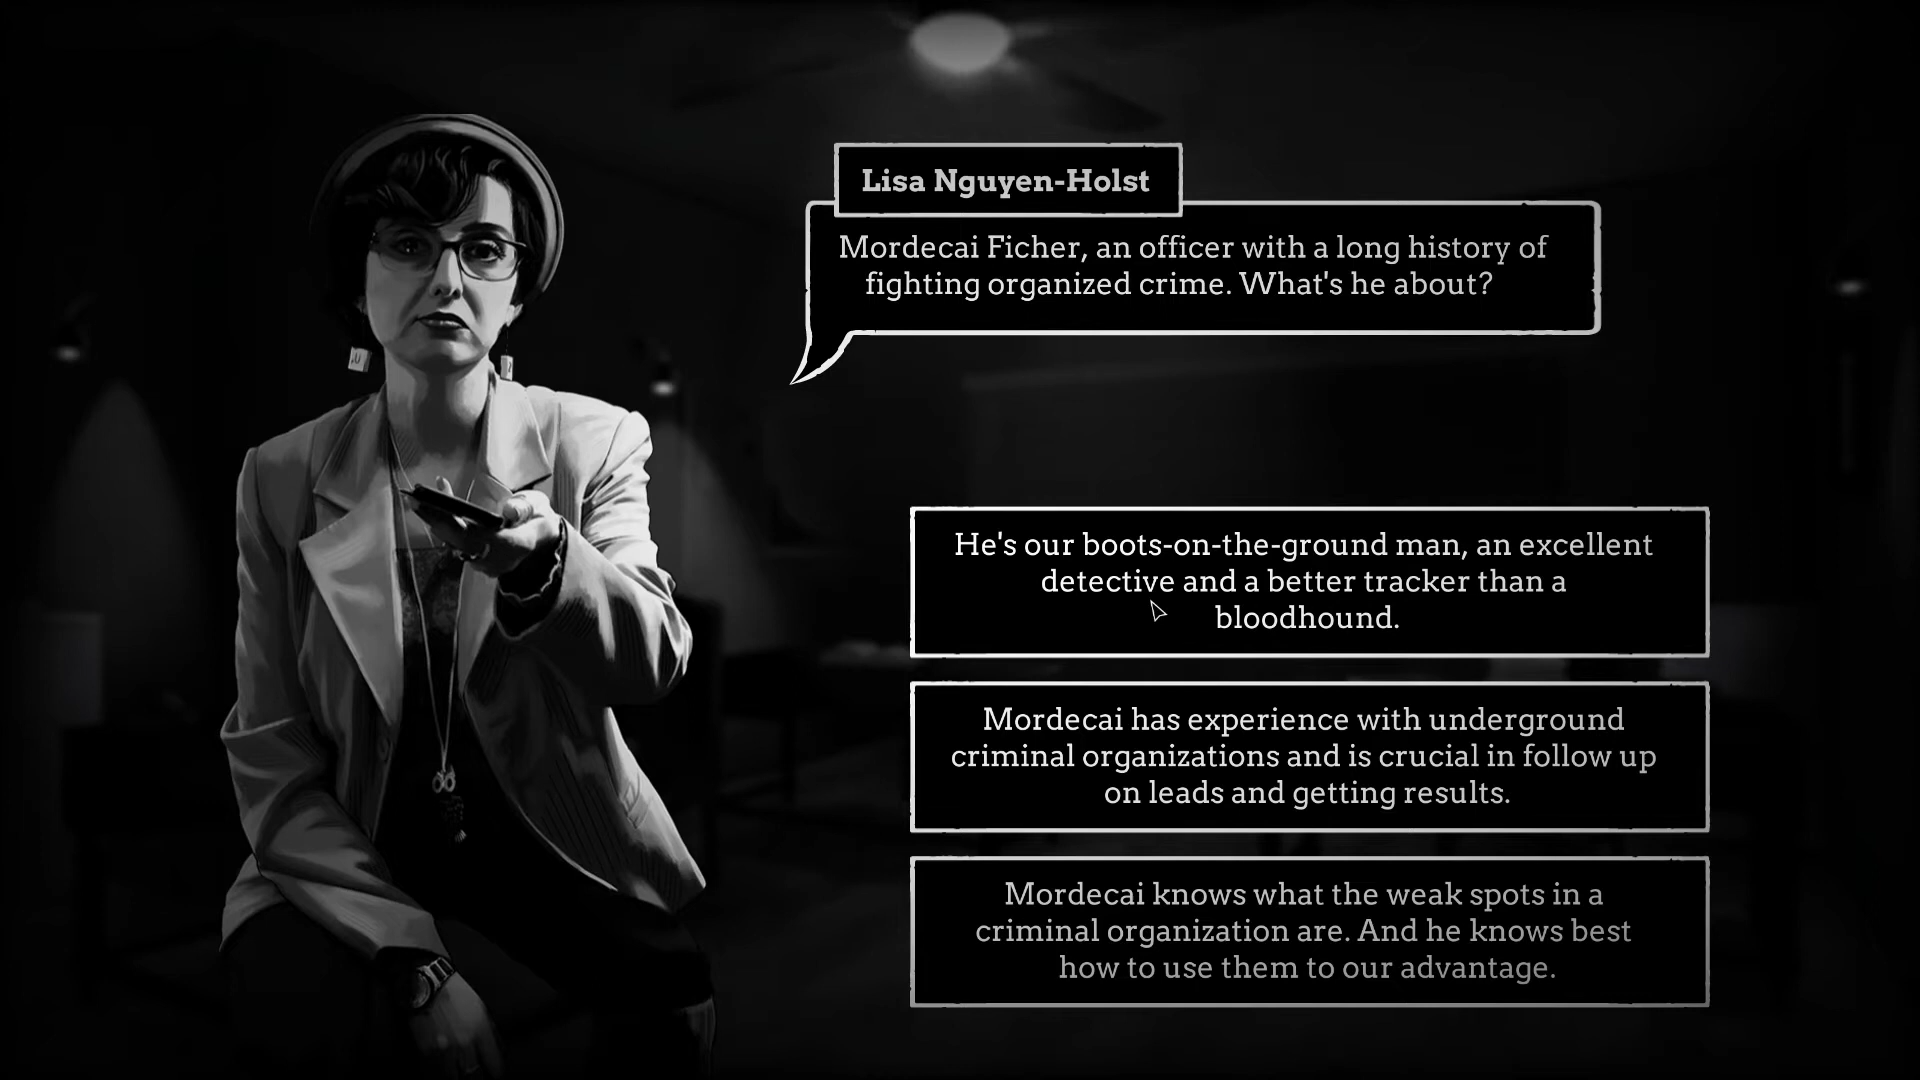 Lisa Nguyen-Holst
Mordecai Ficher, an officer with a long history of
fighting organized crime. What's he about?
He's our boots-on-the-ground man, an excellent
detective and a better tracker than a
bloodhound.
Mordecai has experience with underground
criminal organizations and is crucial in follow up
on leads and getting results.
Mordecai knows what the weak spots in a
criminal organization are. And he knows best
how to use them to our advantage.